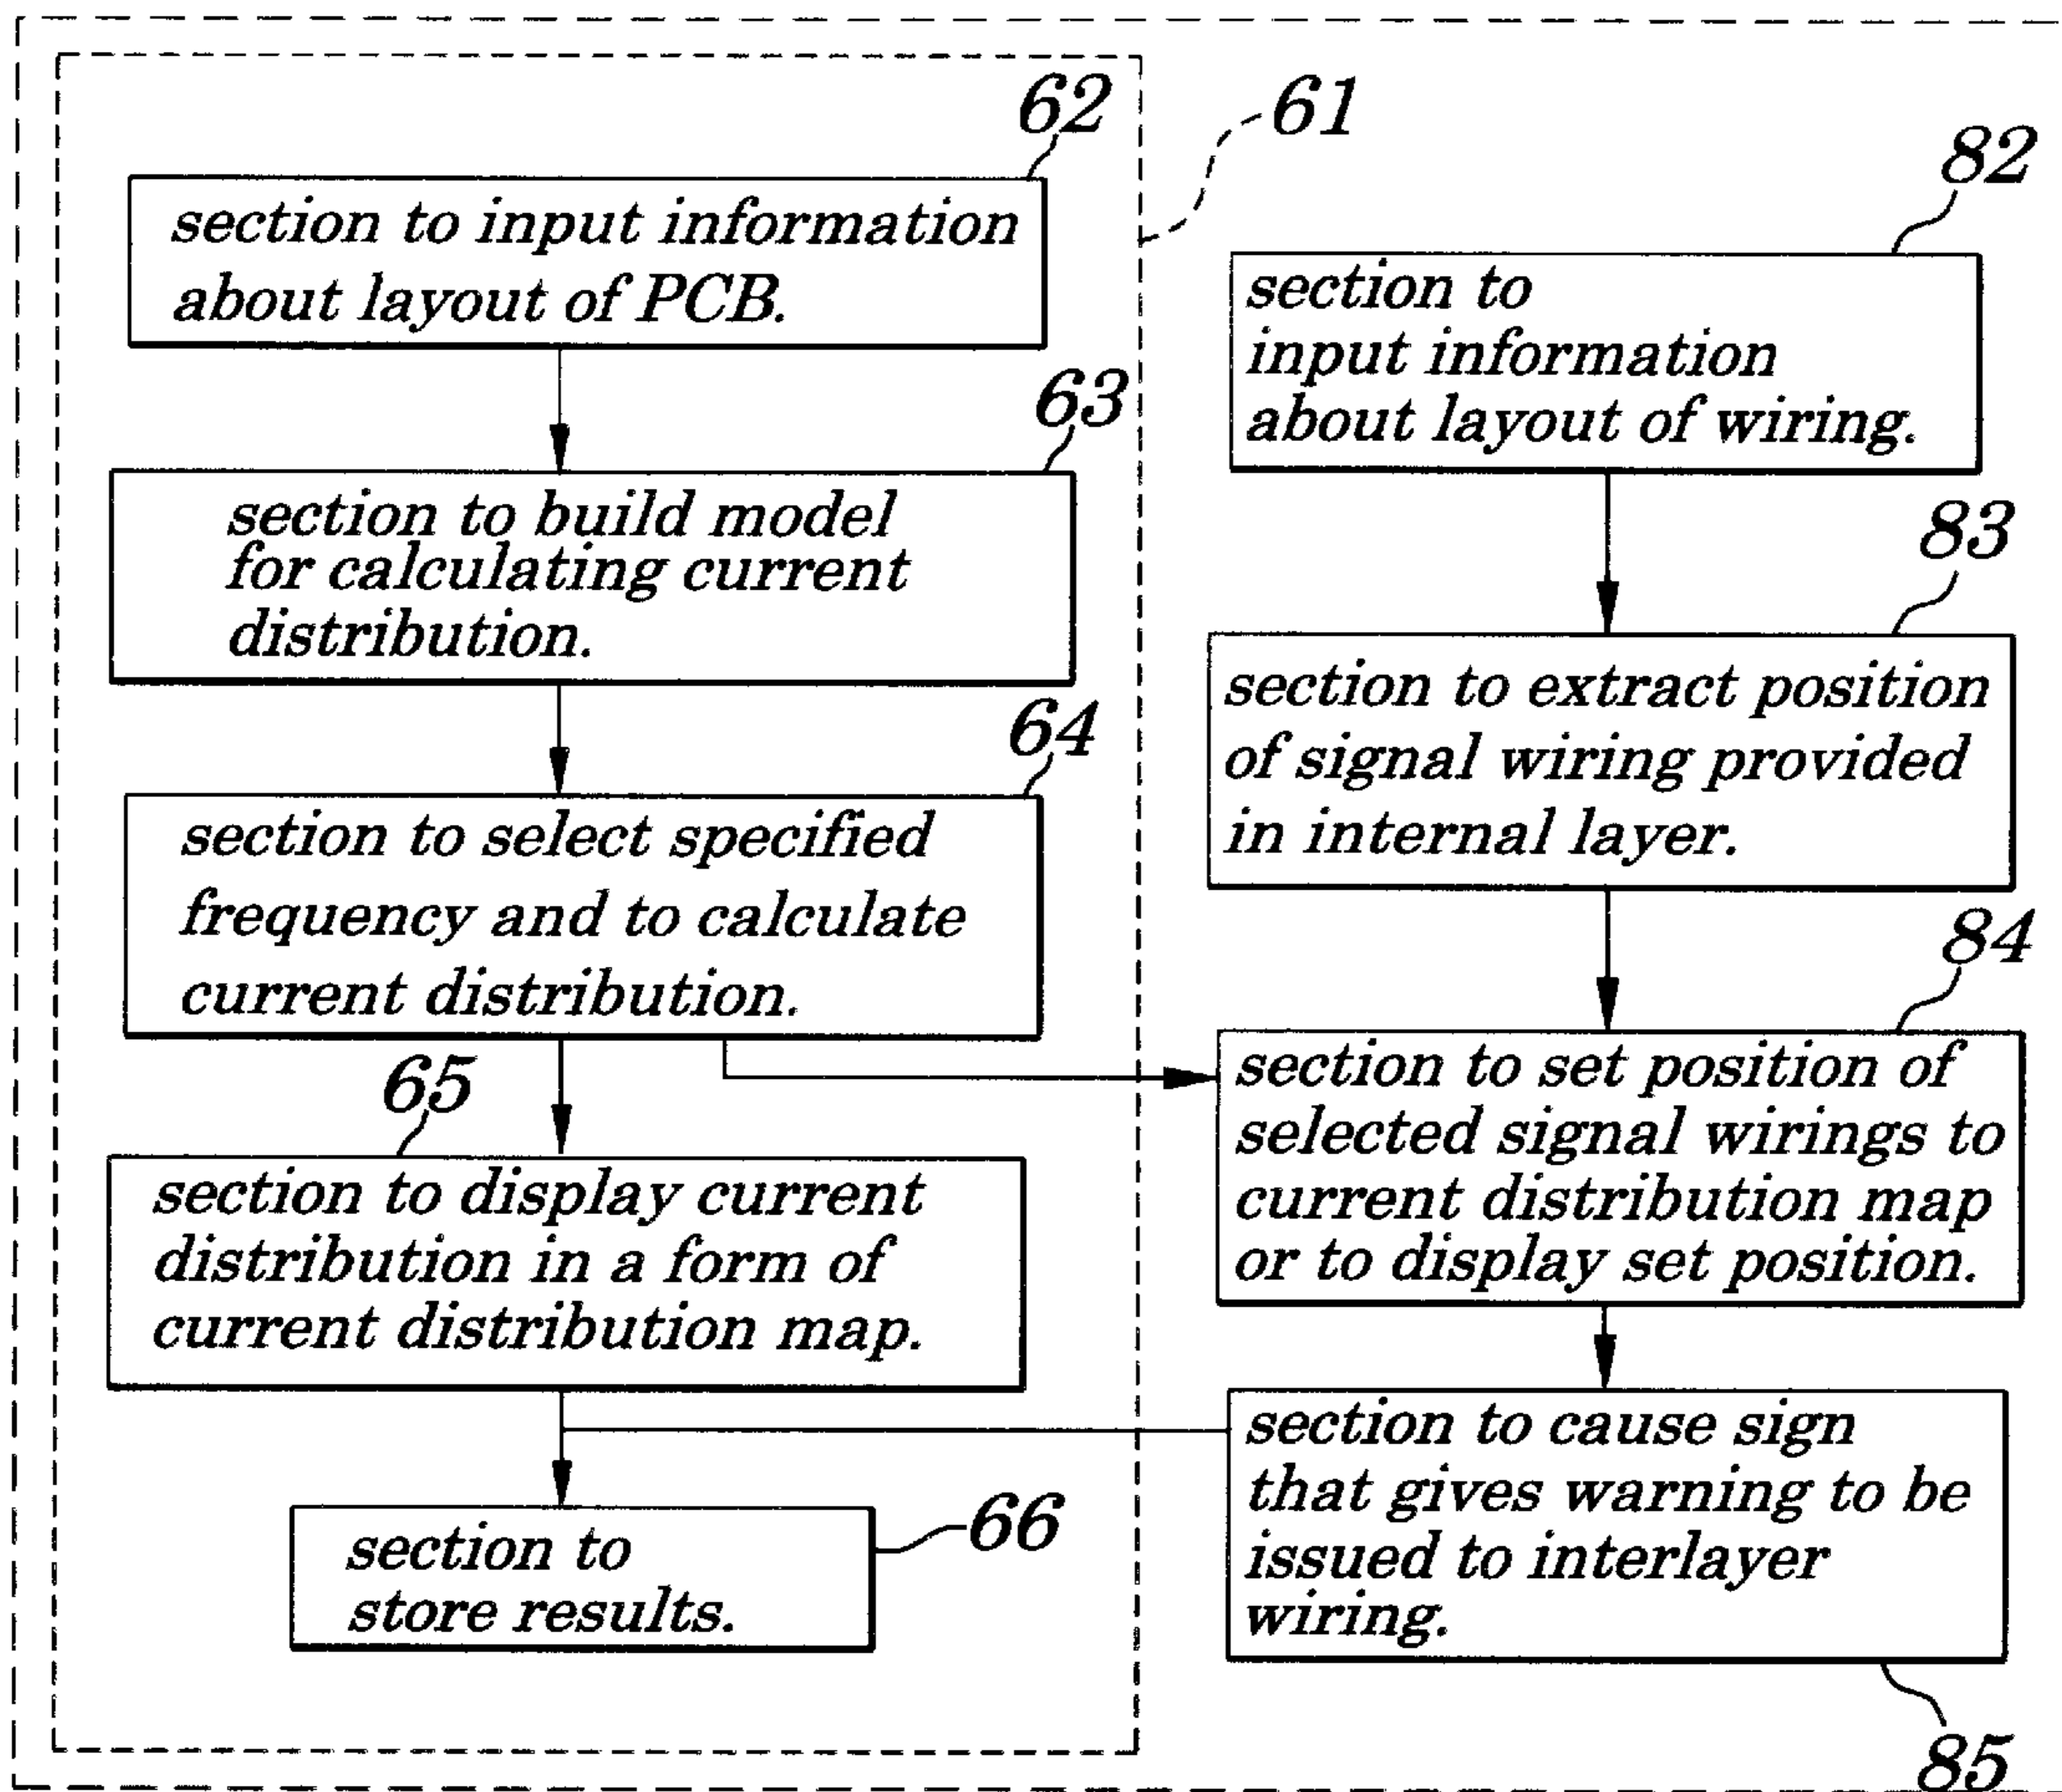 62
61
section to input information
about layout of PCB.
63
section to build model
for calculating current
distribution.
64
section to select specified
frequency and to calculate
current distribution.
65
section to display current
distribution in a form of
current distribution map.
section to
store results.
66
82
section to
input information
about layout of wiring.
83
section to extract position
of signal wiring provided
in internal layer.
84
section to set position of
selected signal wirings to
current distribution map
or to display set position.
section to cause sign
that gives warning to be
issued to interlayer
wiring.
85